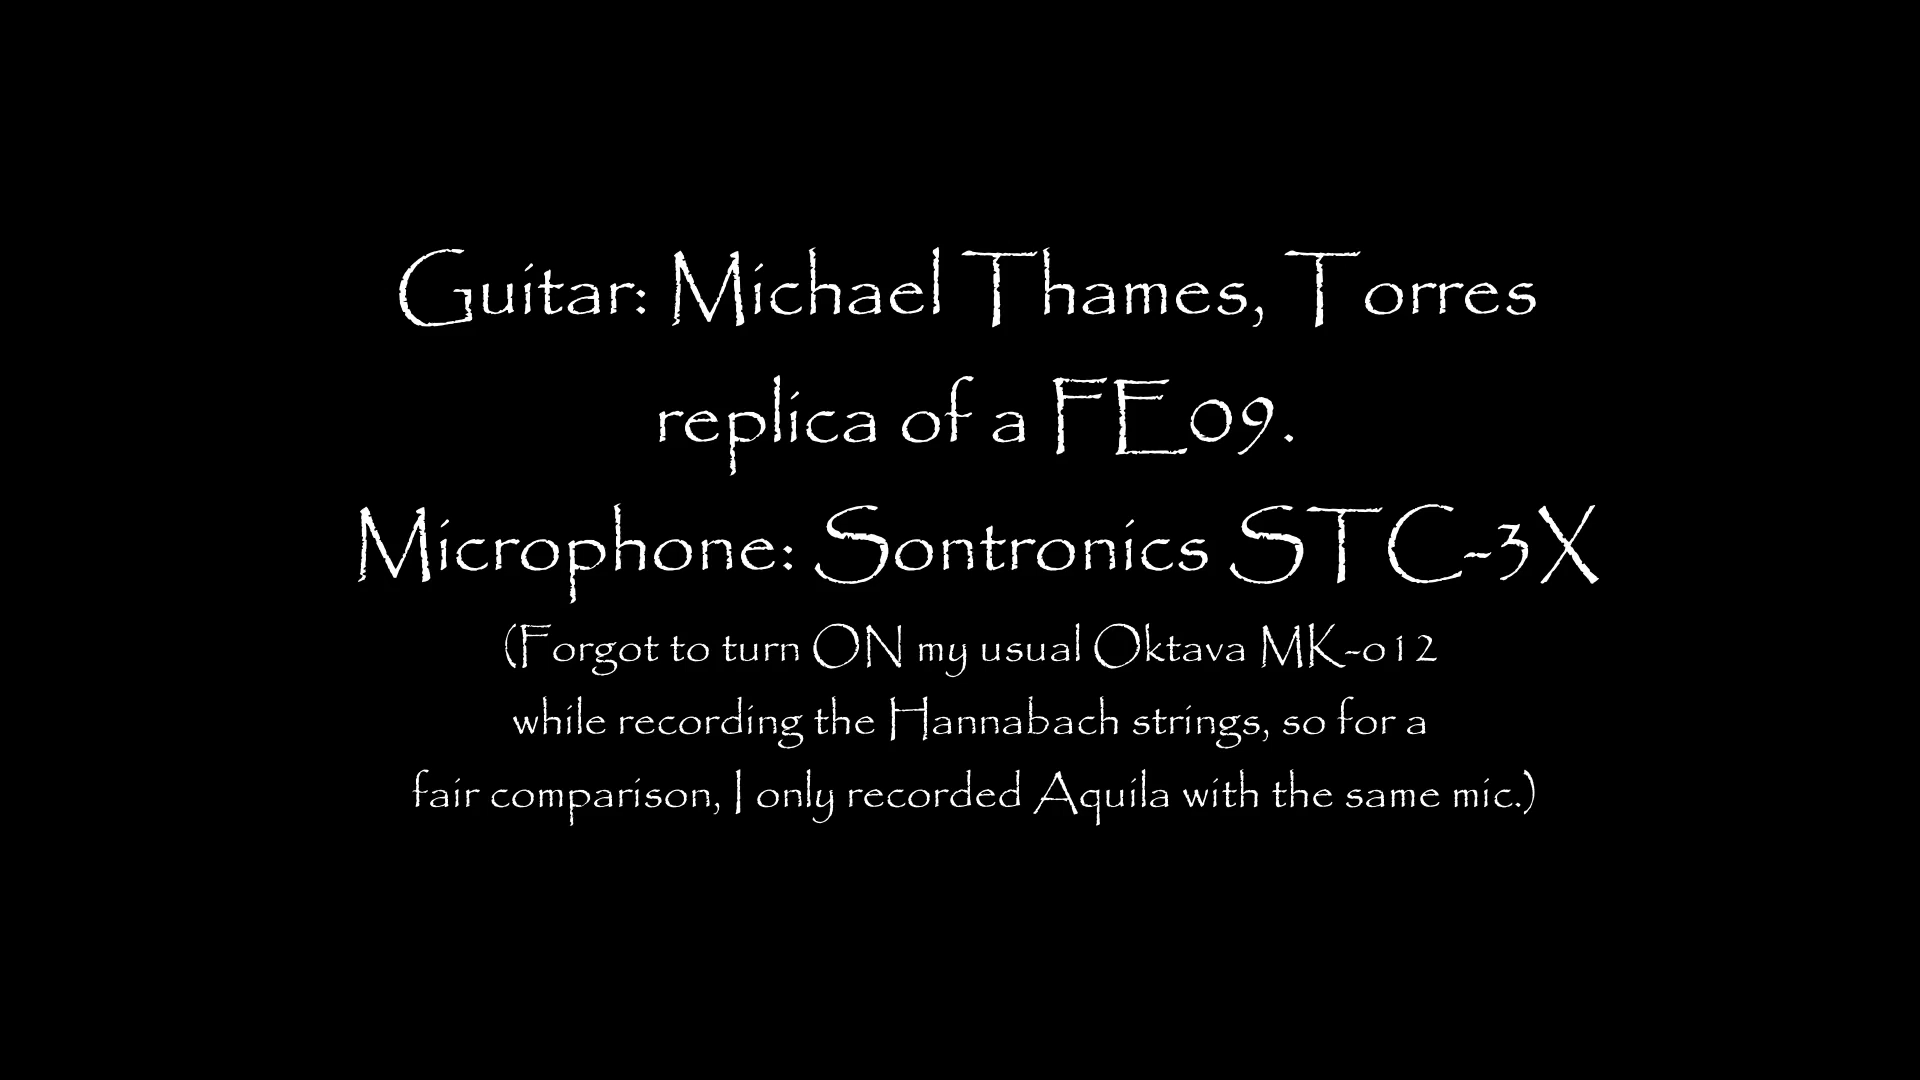 Guitar: Michael Thames, Torres
replica of a FE09.
Microphone: Sontronics STC-3X
(Forgot to turn ON my usual Oktava MK-012
while recording the Hannabach strings, so for a
fair comparison, I only recorded Aquila with the same mic.)